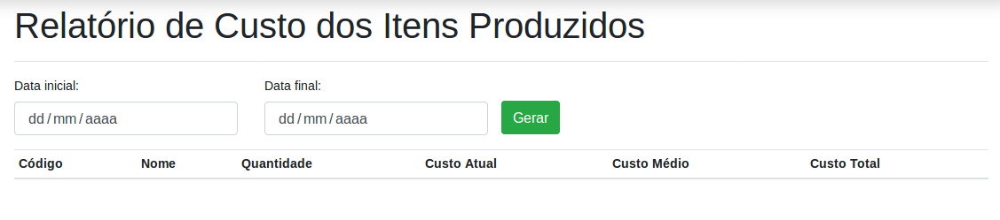 Relatório de Custo dos Itens Produzidos
Data inicial: Data final:
dd/mm/aaaa dd/mm/aaaa Gerar
Código Nome Quantidade Custo Atual Custo Médio Custo Total